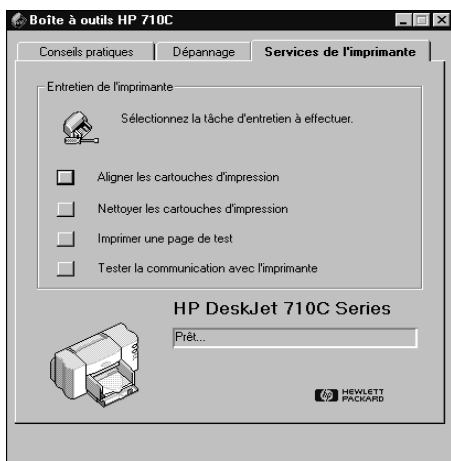 Boîte à outils HP 710C
Conseils pratiques
Dépannage
Services de l'imprimante
Entretien de l'imprimante
Sélectionnez la tâche d'entretien à effectuer.
Aligner les cartouches d'impression
Nettoyer les cartouches d'impression
Imprimer une page de test
Tester la communication avec l'imprimante
HP DeskJet 710C Series
Prêt...
hp HEWLETT
PACKARD